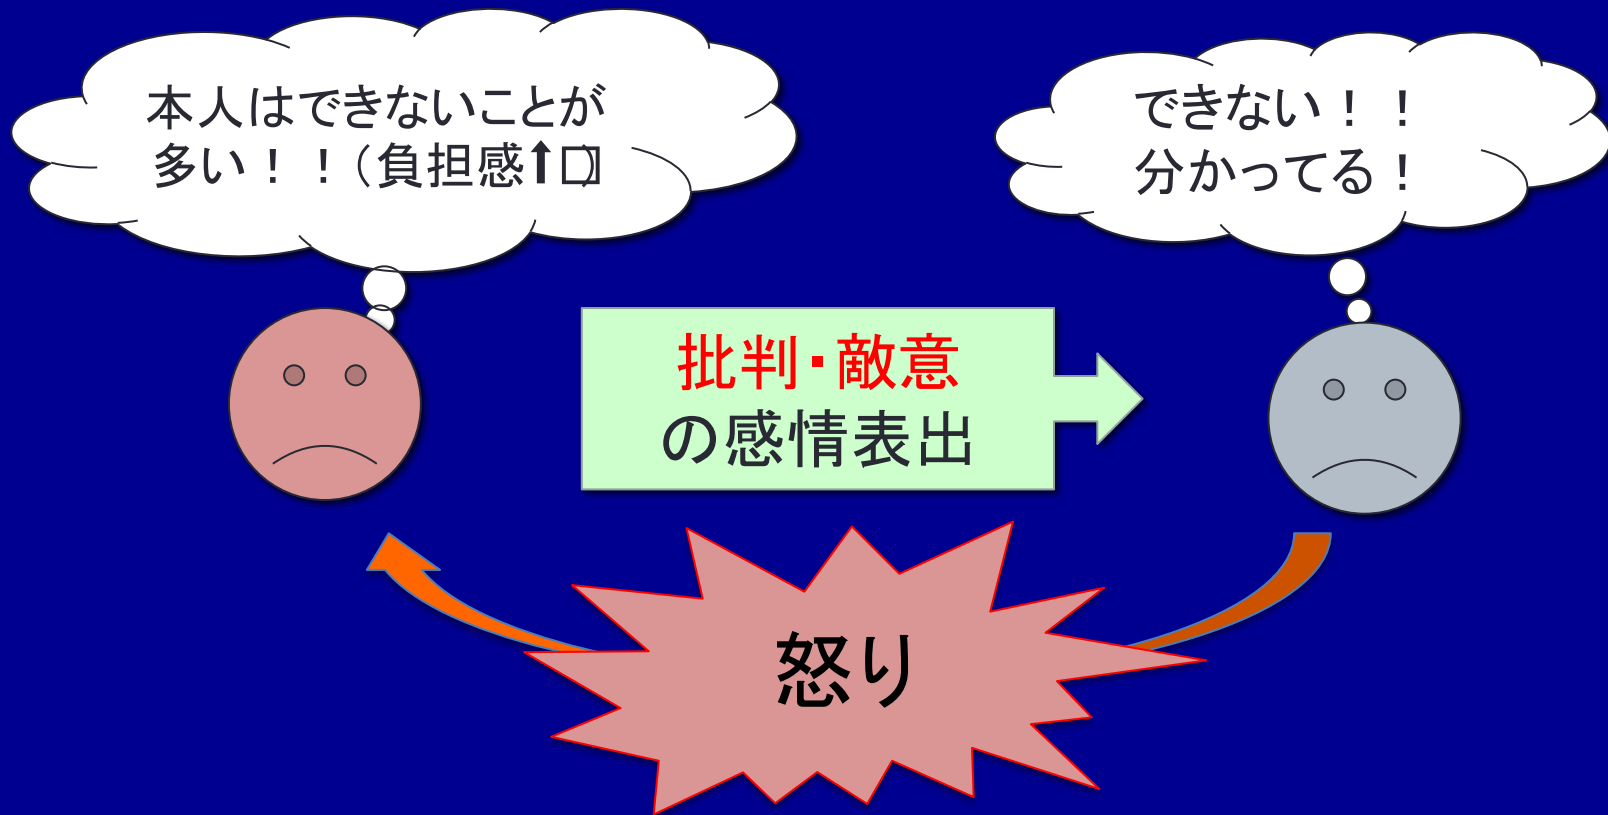 本人はできないことが
多い！！（負担感⬆）
できない！！
分かってる！
批判・敵意
の感情表出
怒り